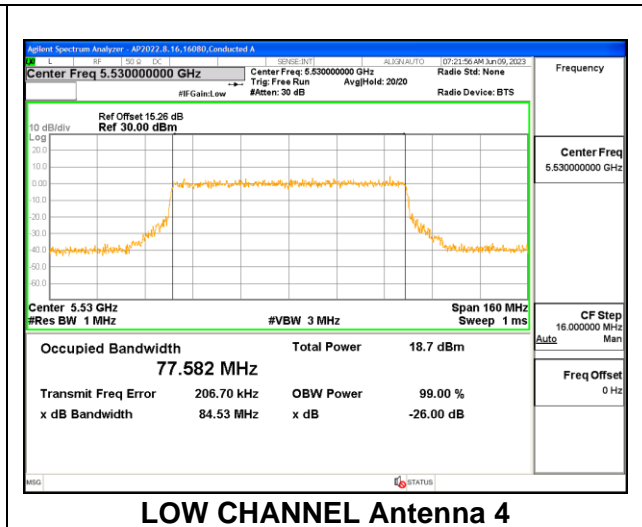 Agilent Spectrum Analyzer - AP2022.8.16,16080,Conducted A
L RF 50 Ω DC SENSE:INT ALIGNAUTO 07:21:56 AM Jun 09, 2023
Center Freq 5.530000000 GHz Center Freq: 5.530000000 GHz Radio Std: None Frequency
Trig: Free Run Avg|Hold: 20/20
#IFGain:Low #Atten: 30 dB Radio Device: BTS
Ref Offset 15.26 dB
10 dB/div Ref 30.00 dBm
Log
20.0
10.0
0.00
-10.0
-20.0
-30.0
-40.0
-50.0
-60.0
Center Freq
5.530000000 GHz
Center 5.53 GHz Span 160 MHz
#Res BW 1 MHz #VBW 3 MHz Sweep 1 ms
CF Step
16.000000 MHz
Auto Man
Occupied Bandwidth Total Power 18.7 dBm
77.582 MHz
Freq Offset
0 Hz
Transmit Freq Error 206.70 kHz OBW Power 99.00 %
x dB Bandwidth 84.53 MHz x dB -26.00 dB
MSG STATUS
LOW CHANNEL Antenna 4